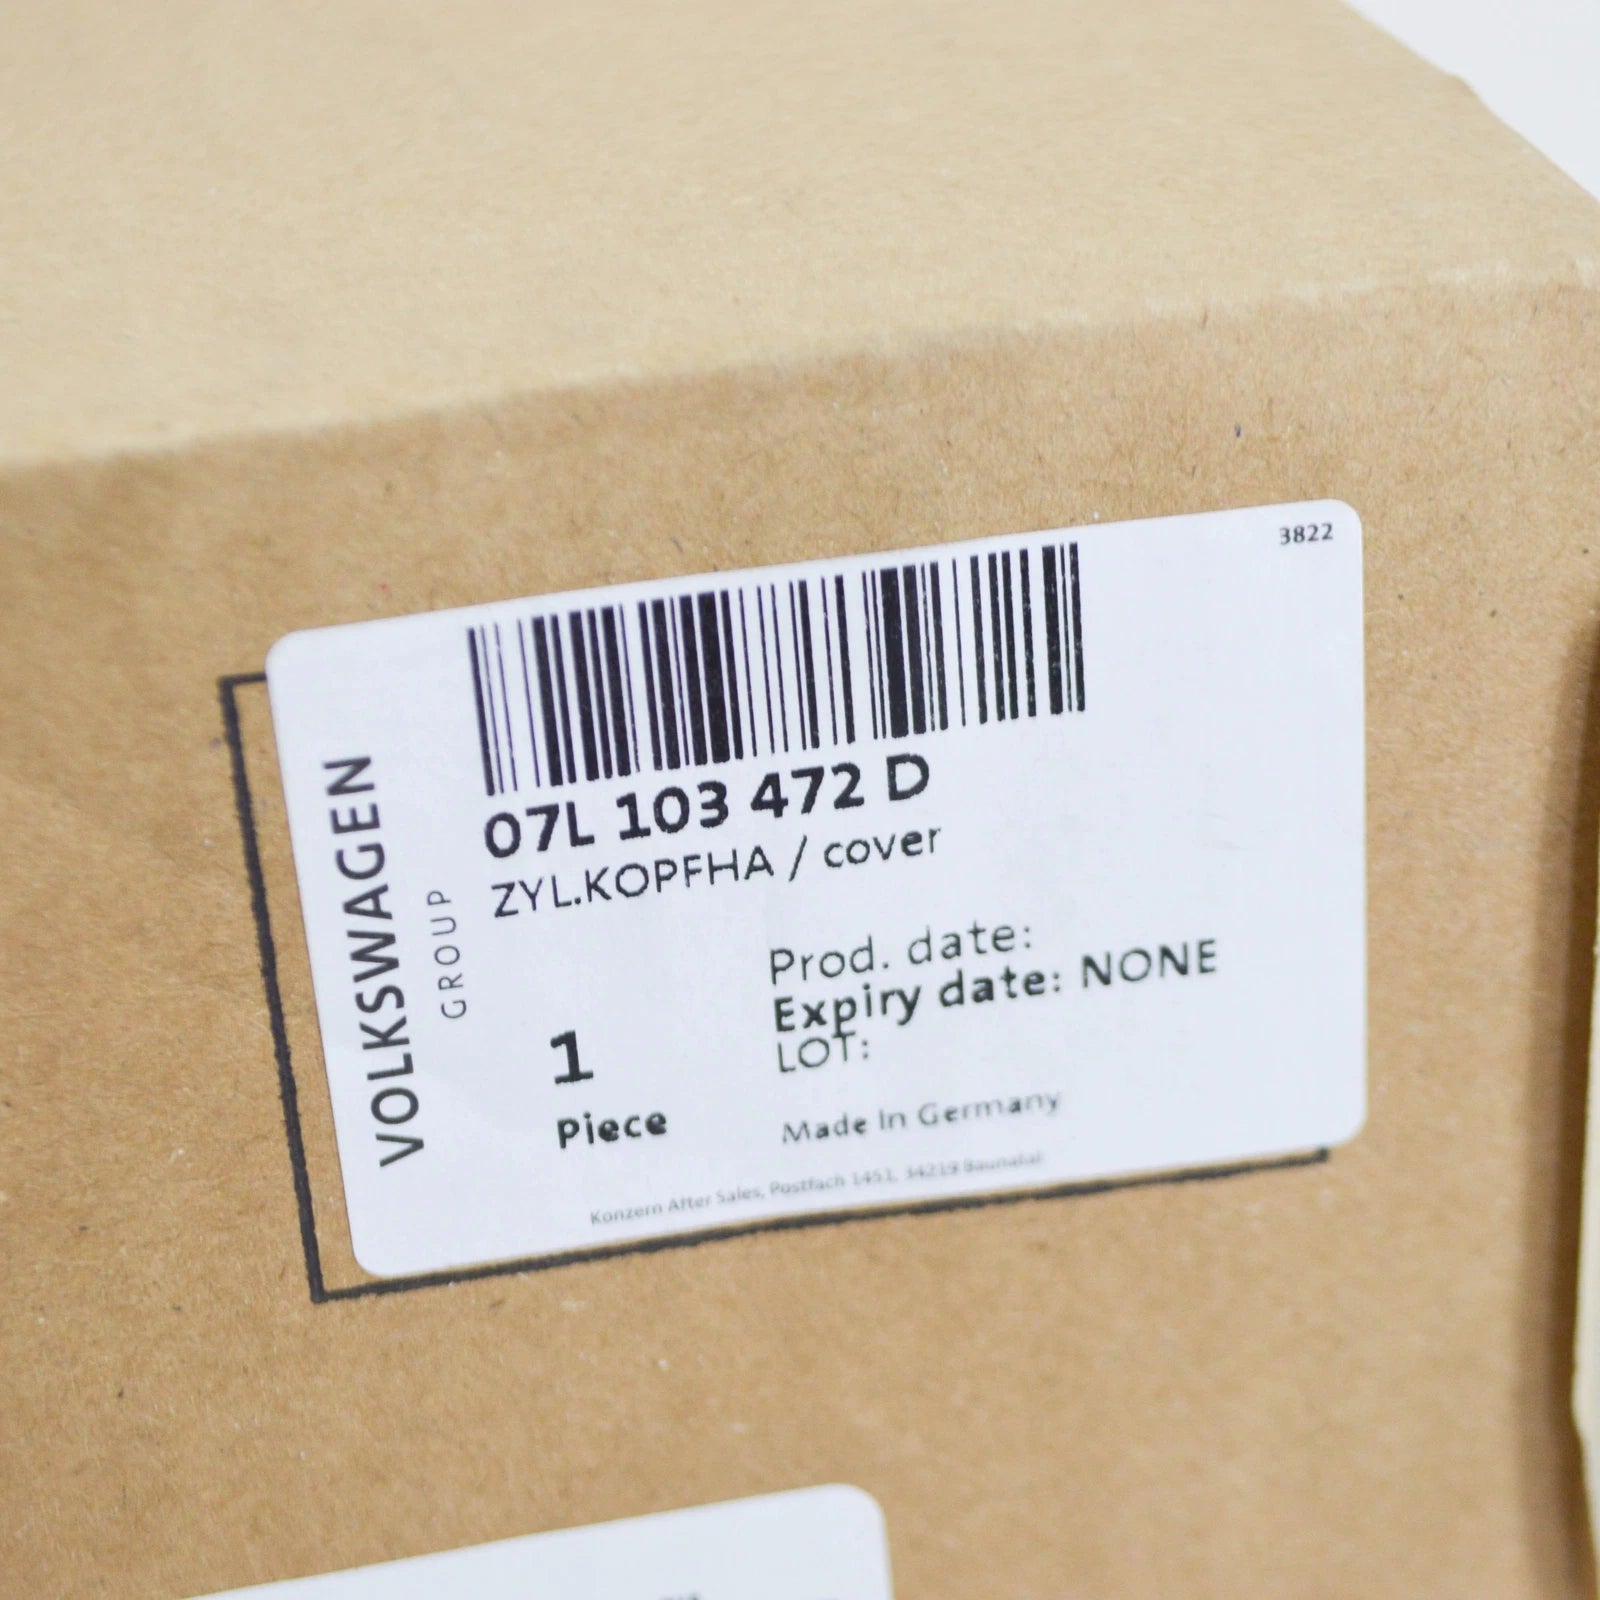 3822
VOLKSWAGEN
GROUP
07L 103 472 D
ZYL.KOPFHA / cover
Prod. date:
Expiry date: NONE
LOT:
1
Piece
Made In Germany
Konzern After Sales, Postfach 1451, 34219 Baunatal